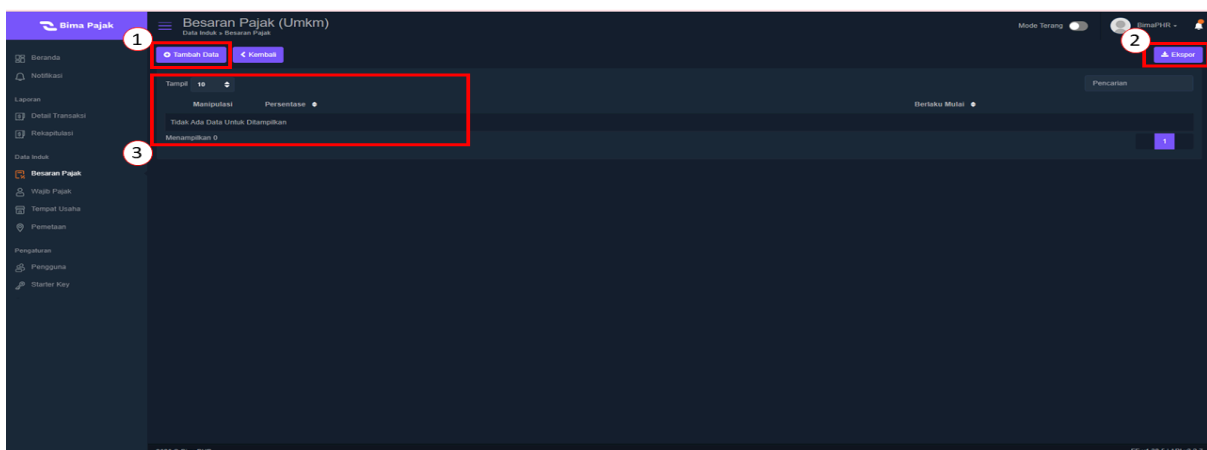 Bima Pajak
Besaran Pajak (Umkm)
Data Induk » Besaran Pajak
Mode Terang
BimaPHR
1
2
3
Tambah Data
Kembali
Ekspor
Beranda
Notifikasi
Laporan
Detail Transaksi
Rekapitulasi
Data Induk
Besaran Pajak
Wajib Pajak
Tempat Usaha
Pemetaan
Pengaturan
Pengguna
Starter Key
Tampil 10
Pencarian
Manipulasi Persentase Berlaku Mulai
Tidak Ada Data Untuk Ditampilkan
Menampilkan 0
1